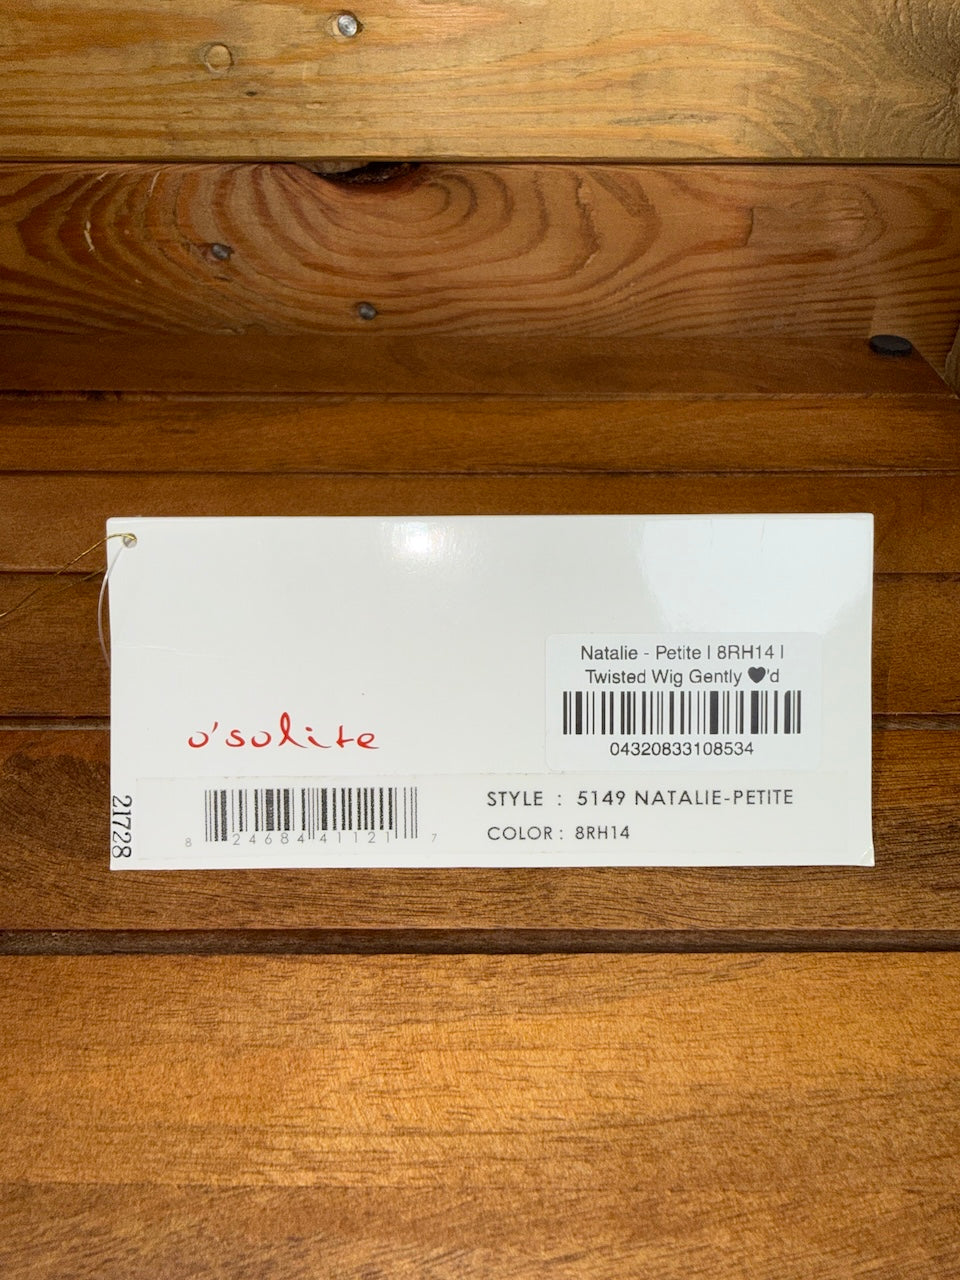 Natalie - Petite | 8RH14 |
Twisted Wig Gently ♥'d
04320833108534
o'solite
8 24684 41121 7
STYLE : 5149 NATALIE-PETITE
COLOR : 8RH14
21728